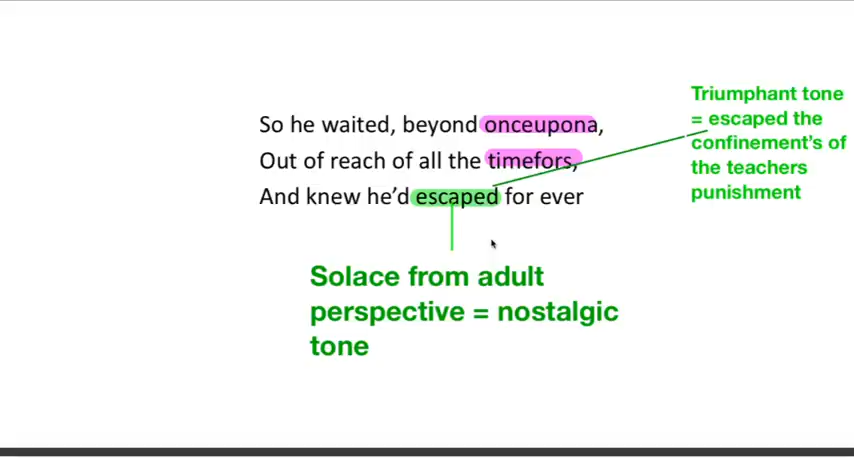 So he waited, beyond onceupona,
Out of reach of all the timefors,
And knew he’d escaped for ever
Triumphant tone
= escaped the
confinement’s of
the teachers
punishment
Solace from adult
perspective = nostalgic
tone